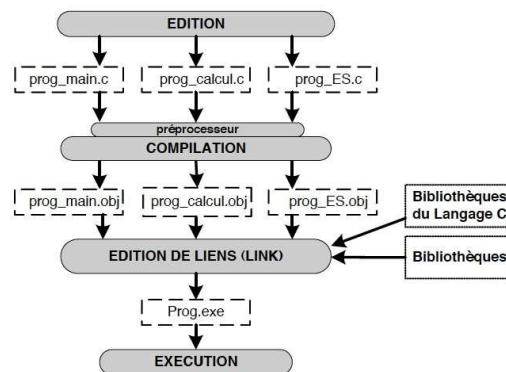 EDITION
prog_main.c
prog_calcul.c
prog_ES.c
préprocesseur
COMPILATION
prog_main.obj
prog_calcul.obj
prog_ES.obj
Bibliothèques
du Langage C
EDITION DE LIENS (LINK)
Bibliothèques
Prog.exe
EXECUTION